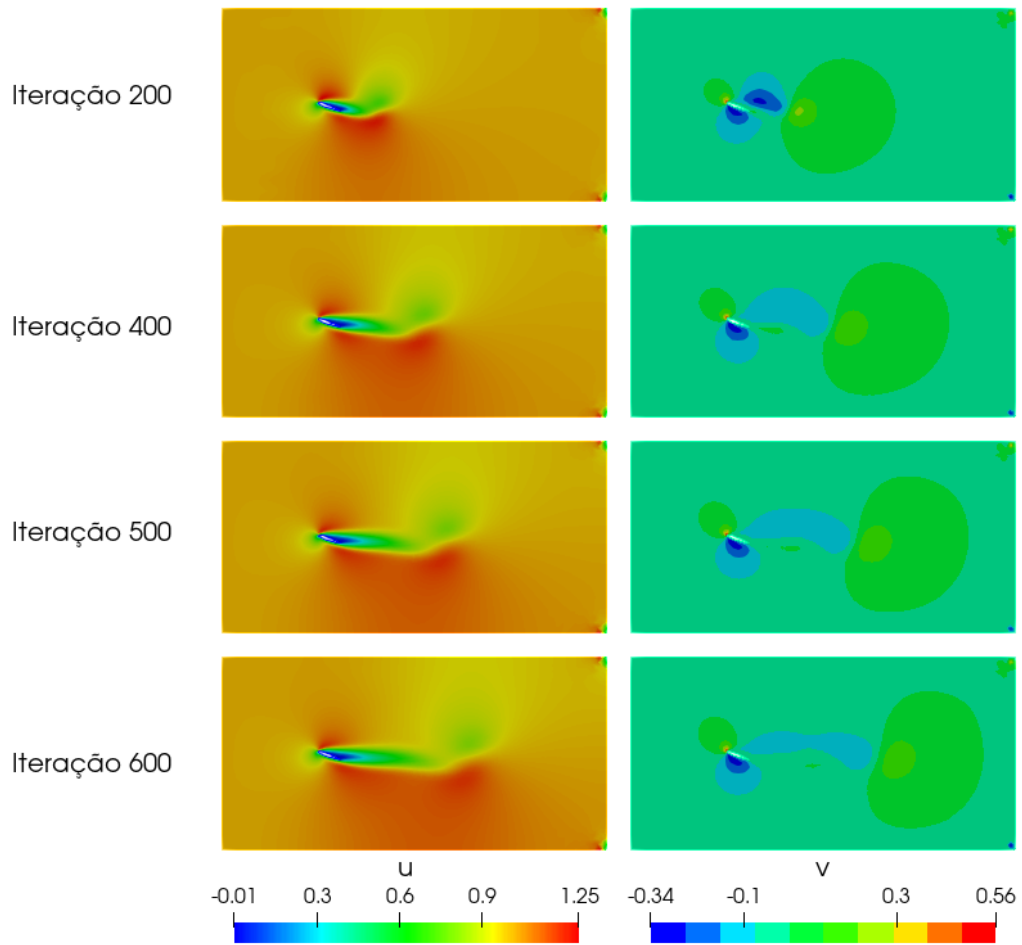 Iteração 200
Iteração 400
Iteração 500
Iteração 600
u
v
-0.01 0.3 0.6 0.9 1.25
-0.34 -0.1 0.3 0.56